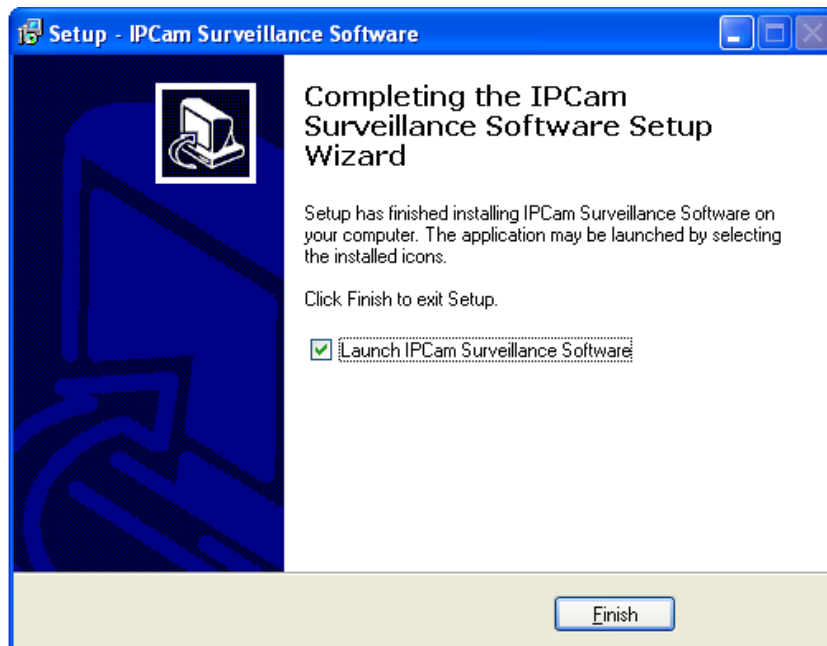 Setup - IPCam Surveillance Software
Completing the IPCam
Surveillance Software Setup
Wizard
Setup has finished installing IPCam Surveillance Software on
your computer. The application may be launched by selecting
the installed icons.
Click Finish to exit Setup.
Launch IPCam Surveillance Software
Finish